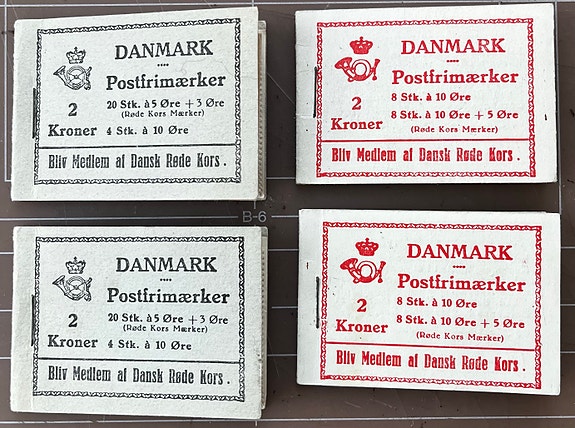 DANMARK
Postfrimærker
2
Kroner
20 Stk. à 5 Øre + 3 Øre
(Røde Kors Mærker)
4 Stk. à 10 Øre
Bliv Medlem af Dansk Røde Kors.
DANMARK
Postfrimærker
2
Kroner
8 Stk. à 10 Øre
8 Stk. à 10 Øre + 5 Øre
(Røde Kors Mærker)
Bliv Medlem af Dansk Røde Kors.
B-6
DANMARK
Postfrimærker
2
Kroner
20 Stk. à 5 Øre + 3 Øre
(Røde Kors Mærker)
4 Stk. à 10 Øre
Bliv Medlem af Dansk Røde Kors.
DANMARK
Postfrimærker
2
Kroner
8 Stk. à 10 Øre
8 Stk. à 10 Øre + 5 Øre
(Røde Kors Mærker)
Bliv Medlem af Dansk Røde Kors.